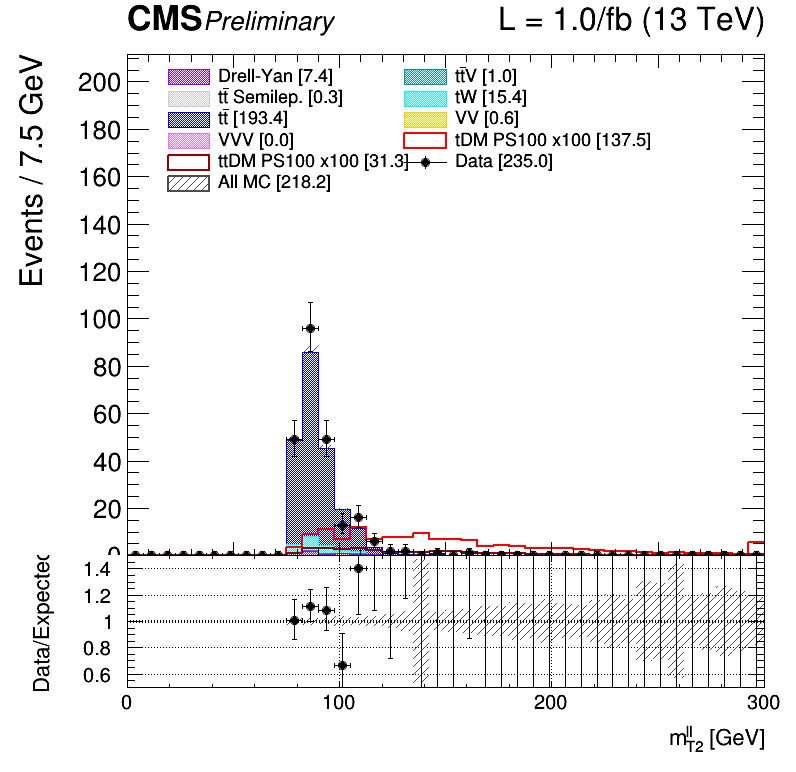 CMS Preliminary L = 1.0/fb (13 TeV)
Events / 7.5 GeV
200
180
160
140
120
100
80
60
40
20
0
Drell-Yan [7.4]
tt̄V [1.0]
tt̄ Semilep. [0.3]
tW [15.4]
tt̄ [193.4]
VV [0.6]
VVV [0.0]
tDM PS100 x100 [137.5]
ttDM PS100 x100 [31.3]
Data [235.0]
All MC [218.2]
Data/Expected
1.4
1.2
1
0.8
0.6
0 100 200 300
m_{T2}^{ll} [GeV]